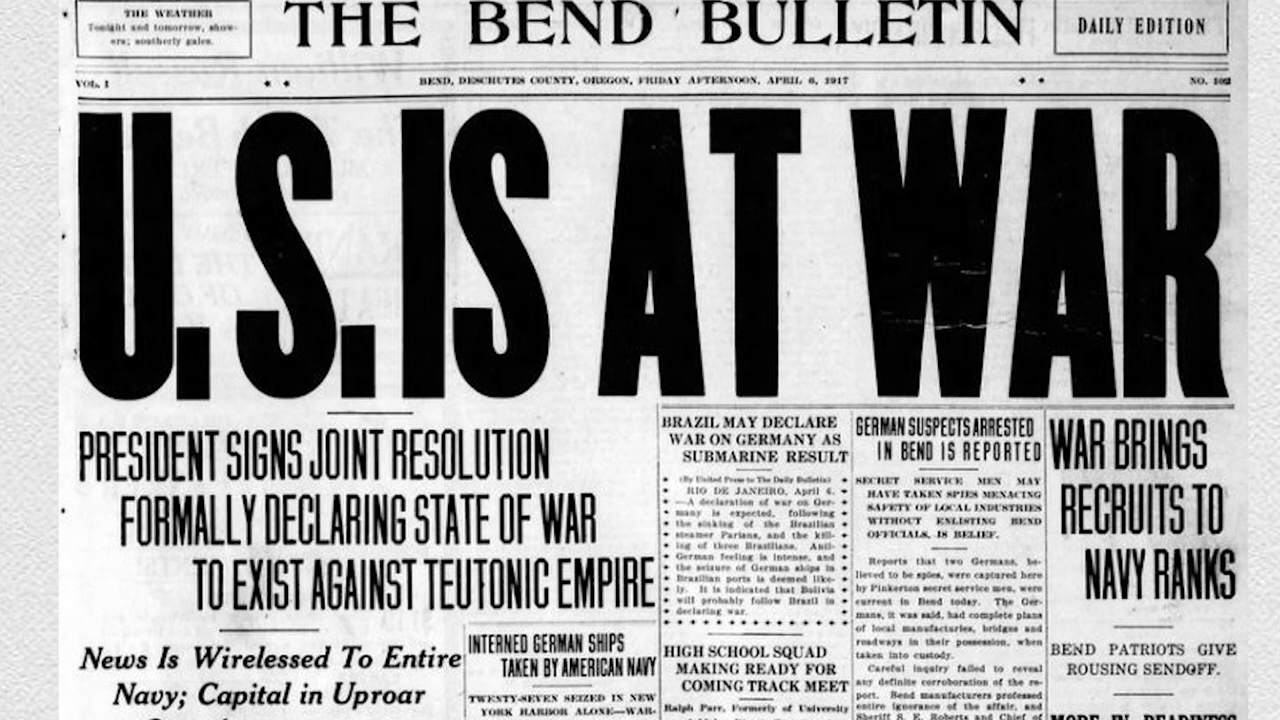 THE WEATHER
Tonight and tomorrow, show-
ers; southerly gales.
THE BEND BULLETIN
DAILY EDITION
VOL. I
BEND, DESCHUTES COUNTY, OREGON, FRIDAY AFTERNOON, APRIL 6, 1917
NO. 102
U.S. IS AT WAR
PRESIDENT SIGNS JOINT RESOLUTION
FORMALLY DECLARING STATE OF WAR
TO EXIST AGAINST TEUTONIC EMPIRE
News Is Wirelessed To Entire
Navy; Capital in Uproar
INTERNED GERMAN SHIPS
TAKEN BY AMERICAN NAVY
TWENTY-SEVEN SEIZED IN NEW
YORK HARBOR ALONE—WAR-
BRAZIL MAY DECLARE
WAR ON GERMANY AS
SUBMARINE RESULT
(By United Press to The Daily Bulletin)
RIO DE JANEIRO, April 6.
—A declaration of war on Ger-
many is expected, following
the sinking of the Brazilian
steamer Parians, and the kill-
ing of three Brazilians. Anti-
German feeling is intense, and
the seizure of German ships in
Brazilian ports is deemed like-
ly. It is indicated that Bolivia
will probably follow Brazil in
declaring war.
HIGH SCHOOL SQUAD
MAKING READY FOR
COMING TRACK MEET
Ralph Parr, Formerly of University
GERMAN SUSPECTS ARRESTED
IN BEND IS REPORTED
SECRET SERVICE MEN MAY
HAVE TAKEN SPIES MENACING
SAFETY OF LOCAL INDUSTRIES
WITHOUT ENLISTING BEND
OFFICIALS, IS BELIEF.
Reports that two Germans, be-
lieved to be spies, were captured here
by Pinkerton secret service men, were
current in Bend today. The Ger-
mans, it was said, had complete plans
of local manufacturies, bridges and
roadways in their possession, when
taken into custody.
Careful inquiry failed to reveal
any definite corroboration of the re-
port. Bend manufacturers professed
entire ignorance of the affair, and
Sheriff S. E. Roberts and Chief of
WAR BRINGS
RECRUITS TO
NAVY RANKS
BEND PATRIOTS GIVE
ROUSING SENDOFF.
MORE IN READINESS